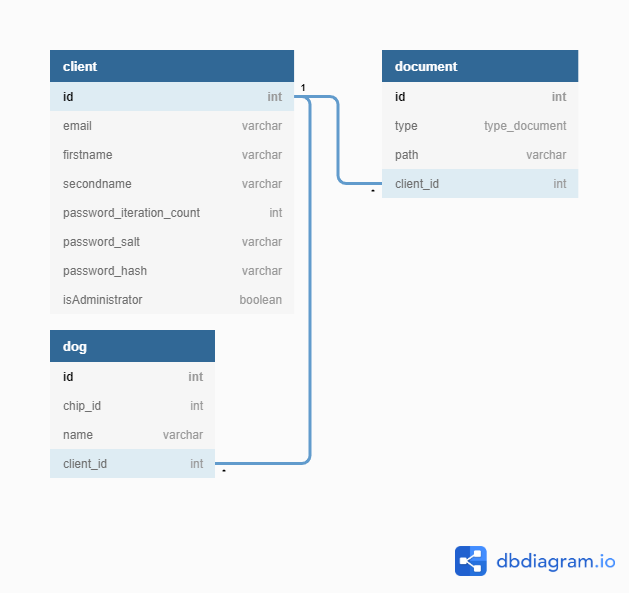 client
id int
email varchar
firstname varchar
secondname varchar
password_iteration_count int
password_salt varchar
password_hash varchar
isAdministrator boolean
1
document
id int
type type_document
path varchar
client_id int
*
dog
id int
chip_id int
name varchar
client_id int
*
dbdiagram.io